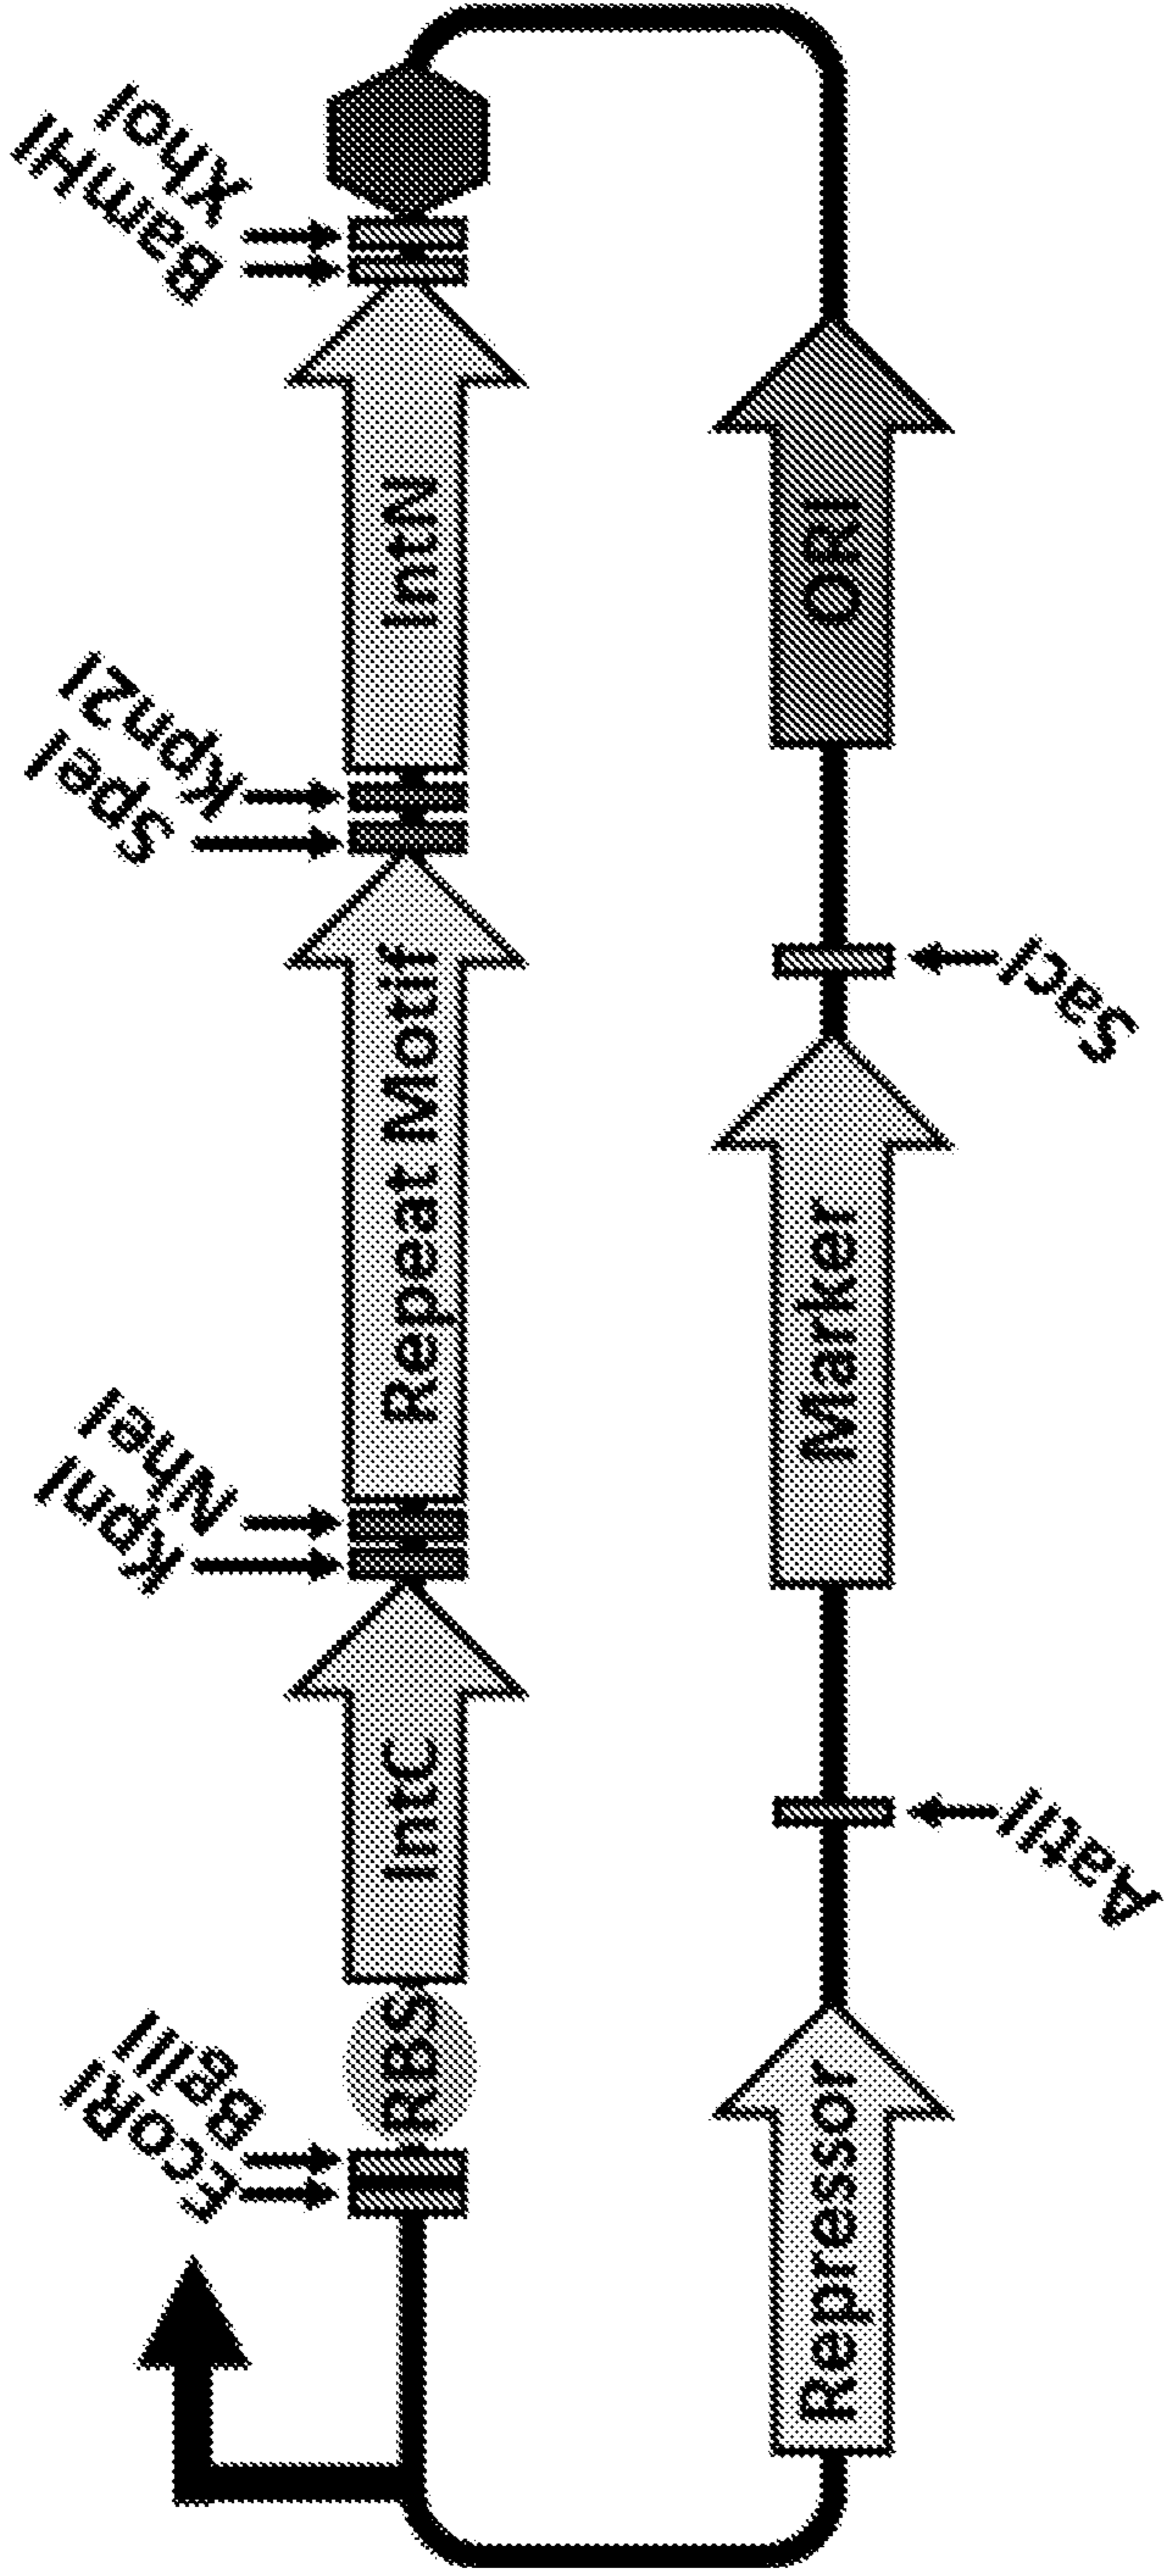 EcoRI
BglII
RBS
IntC
KpnI
NheI
Repeat Motif
SpeI
Kpn2I
IntN
BamHI
XhoI
Repressor
AatII
Marker
SacI
ORI